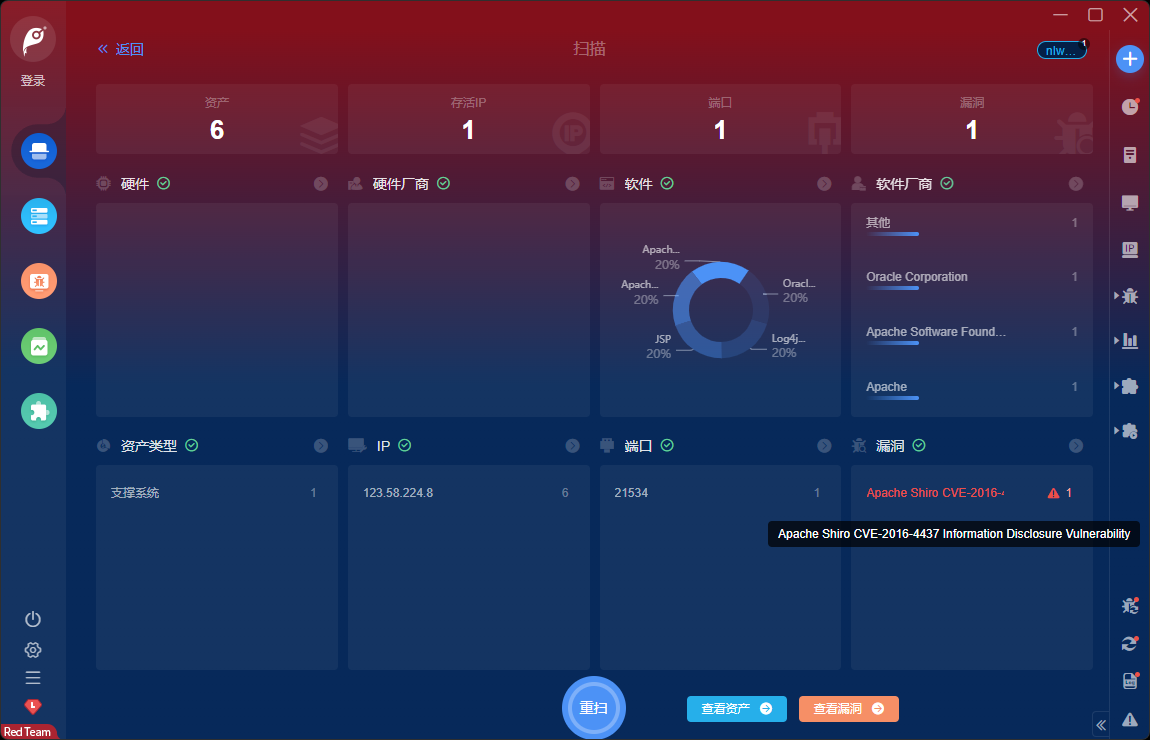 登录
« 返回
扫描
nlw...
1
资产
6
存活IP
1
端口
1
漏洞
1
硬件
硬件厂商
软件
软件厂商
Apach...
20%
Apach...
20%
JSP
20%
Oracl...
20%
Log4j...
20%
其他 1
Oracle Corporation 1
Apache Software Found... 1
Apache 1
资产类型
IP
端口
漏洞
支撑系统 1
123.58.224.8 6
21534 1
Apache Shiro CVE-2016-4 1
Apache Shiro CVE-2016-4437 Information Disclosure Vulnerability
重扫
查看资产
查看漏洞
Red Team
IP
IP
LOG